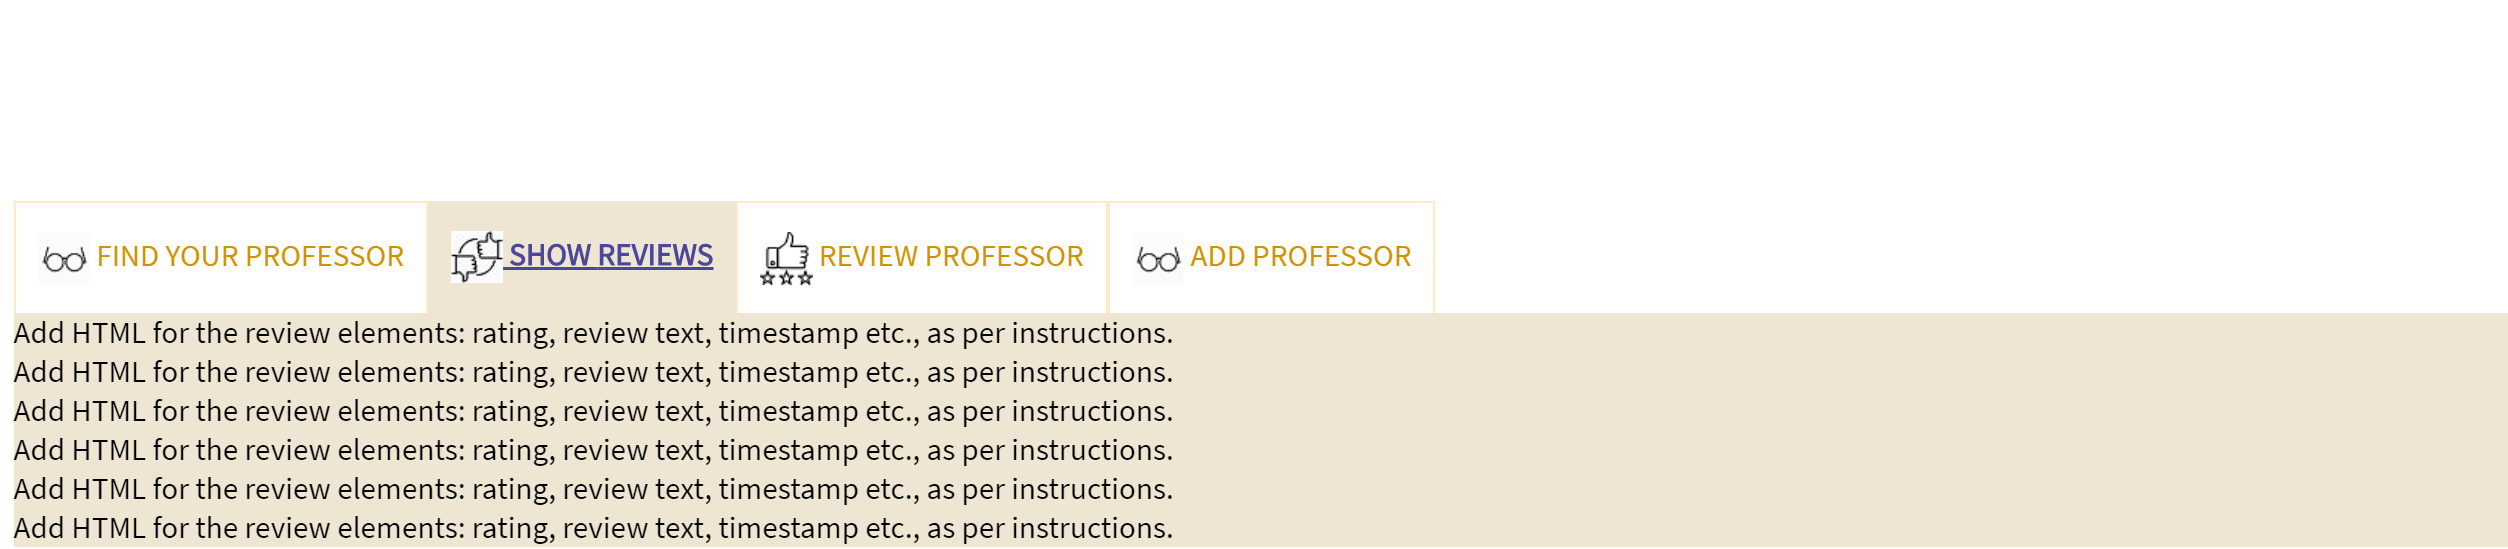 FIND YOUR PROFESSOR SHOW REVIEWS REVIEW PROFESSOR ADD PROFESSOR
Add HTML for the review elements: rating, review text, timestamp etc., as per instructions.
Add HTML for the review elements: rating, review text, timestamp etc., as per instructions.
Add HTML for the review elements: rating, review text, timestamp etc., as per instructions.
Add HTML for the review elements: rating, review text, timestamp etc., as per instructions.
Add HTML for the review elements: rating, review text, timestamp etc., as per instructions.
Add HTML for the review elements: rating, review text, timestamp etc., as per instructions.